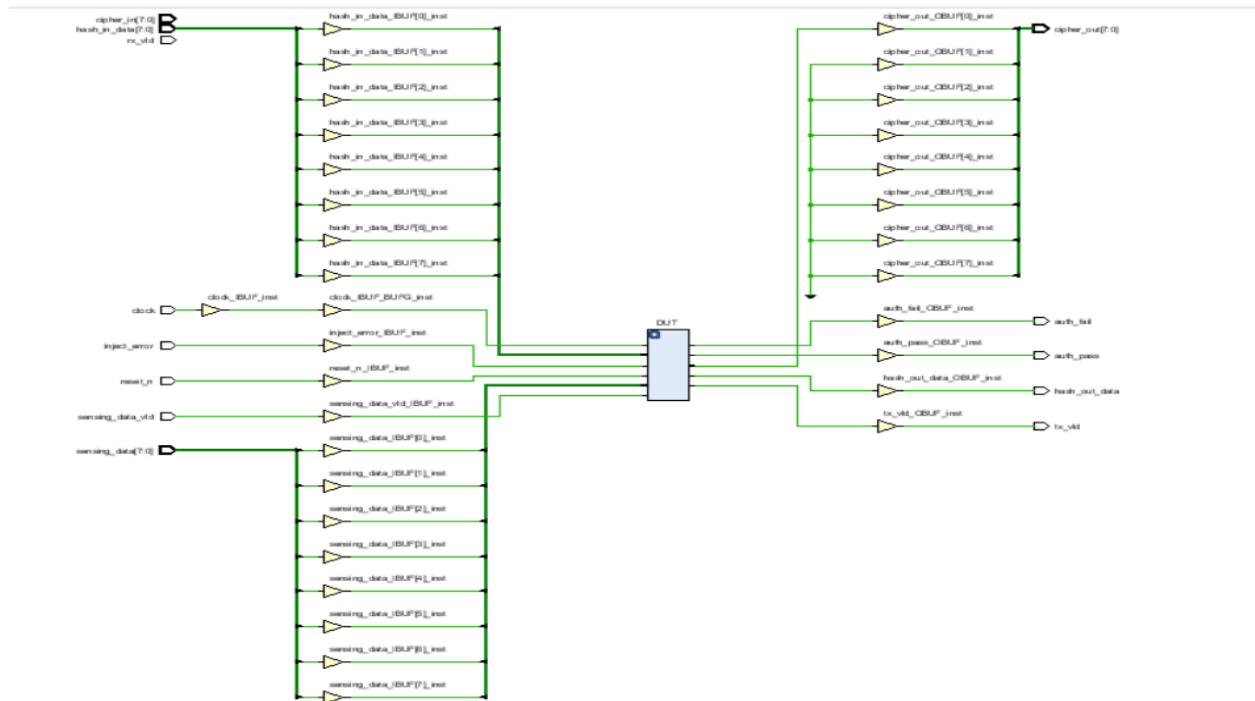 cipher_in[7:0]
hash_in_data[7:0]
rx_vld
hash_in_data_IBUF[0]_inst
hash_in_data_IBUF[1]_inst
hash_in_data_IBUF[2]_inst
hash_in_data_IBUF[3]_inst
hash_in_data_IBUF[4]_inst
hash_in_data_IBUF[5]_inst
hash_in_data_IBUF[6]_inst
hash_in_data_IBUF[7]_inst
clock
clock_IBUF_inst
clock_IBUF_BUFG_inst
inject_error
inject_error_IBUF_inst
reset_n
reset_n_IBUF_inst
sensing_data_vld
sensing_data_vld_IBUF_inst
sensing_data[7:0]
sensing_data_IBUF[0]_inst
sensing_data_IBUF[1]_inst
sensing_data_IBUF[2]_inst
sensing_data_IBUF[3]_inst
sensing_data_IBUF[4]_inst
sensing_data_IBUF[5]_inst
sensing_data_IBUF[6]_inst
sensing_data_IBUF[7]_inst
DUT
cipher_out_OBUF[0]_inst
cipher_out_OBUF[1]_inst
cipher_out_OBUF[2]_inst
cipher_out_OBUF[3]_inst
cipher_out_OBUF[4]_inst
cipher_out_OBUF[5]_inst
cipher_out_OBUF[6]_inst
cipher_out_OBUF[7]_inst
cipher_out[7:0]
auth_fail_OBUF_inst
auth_fail
auth_pass_OBUF_inst
auth_pass
hash_out_data_OBUF_inst
hash_out_data
tx_vld_OBUF_inst
tx_vld